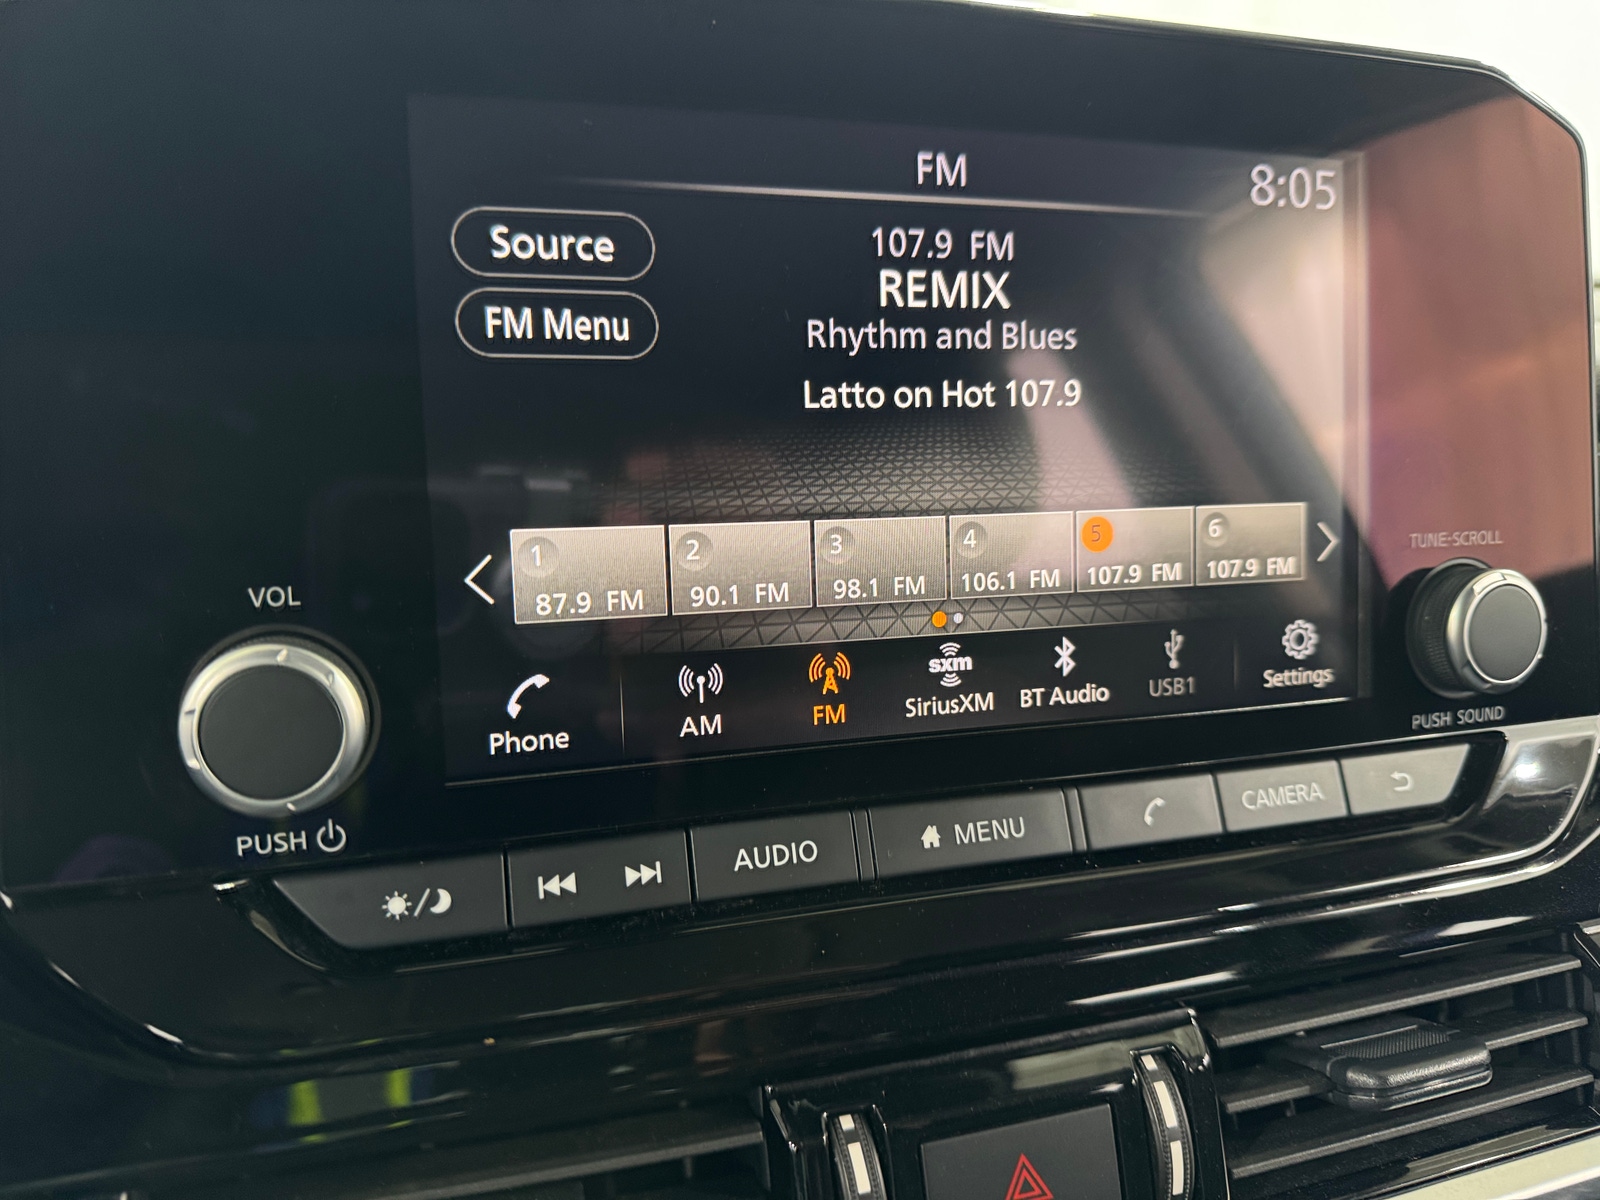 FM
8:05
Source
107.9 FM
REMIX
FM Menu
Rhythm and Blues
Latto on Hot 107.9
1 2 3 4 5 6
87.9 FM 90.1 FM 98.1 FM 106.1 FM 107.9 FM 107.9 FM
sxm
Phone AM FM SiriusXM BT Audio USB1 Settings
VOL
PUSH
TUNE·SCROLL
PUSH SOUND
AUDIO MENU CAMERA